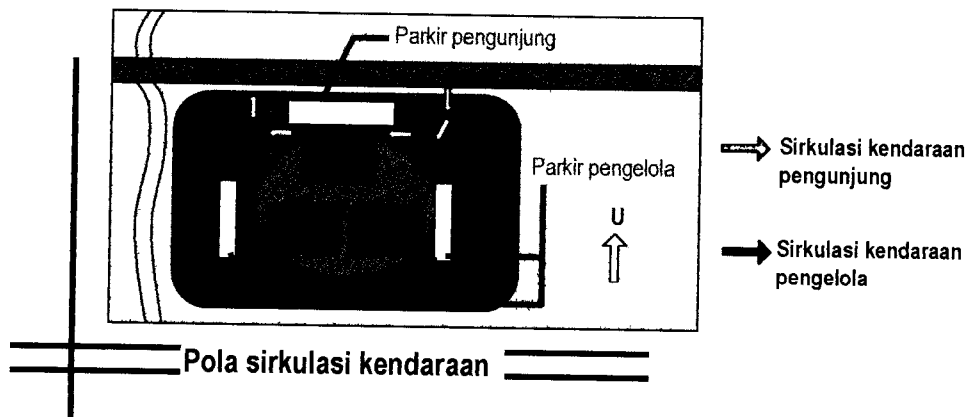 Parkir pengunjung
Parkir pengelola
U
Sirkulasi kendaraan
pengunjung
Sirkulasi kendaraan
pengelola
Pola sirkulasi kendaraan